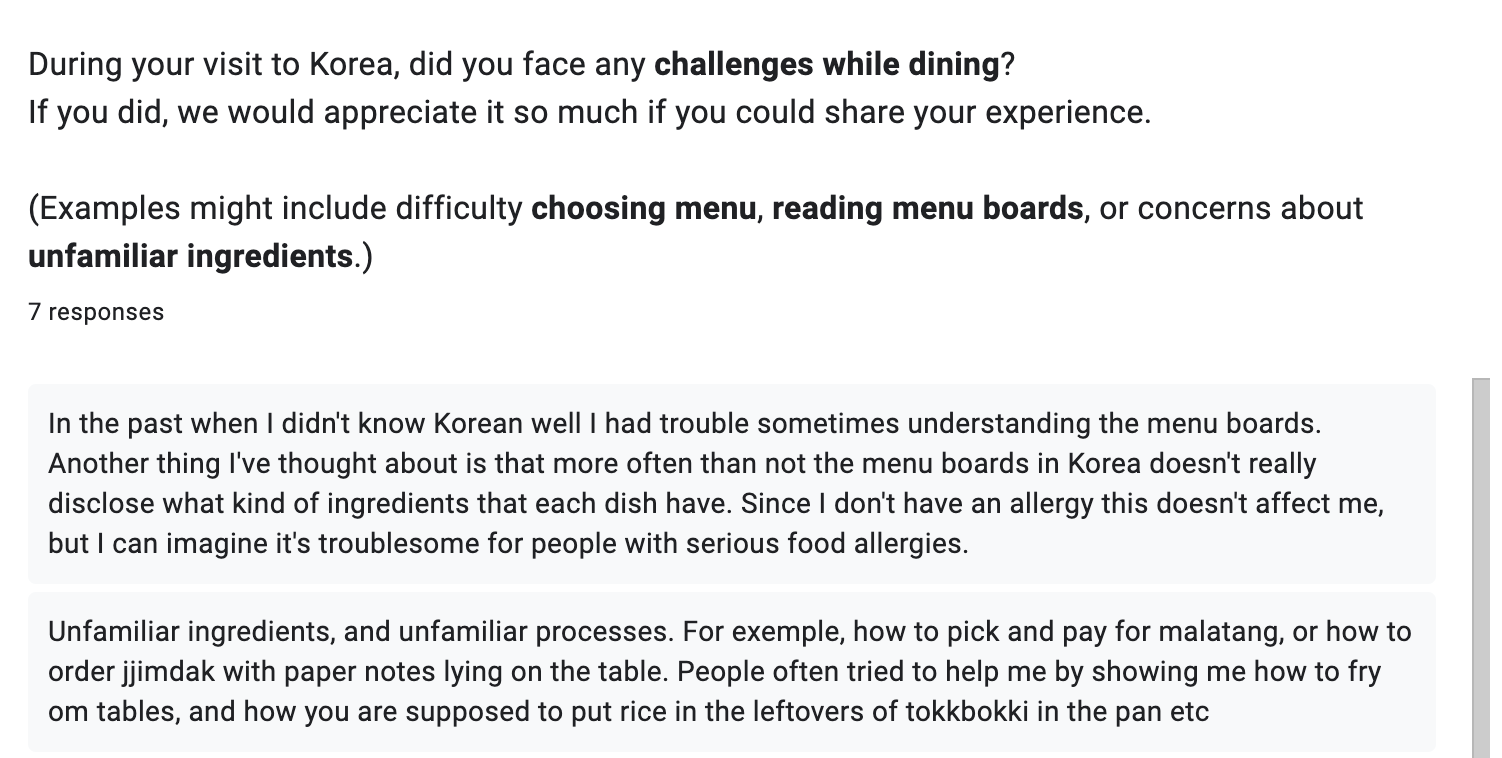 During your visit to Korea, did you face any challenges while dining?
If you did, we would appreciate it so much if you could share your experience.
(Examples might include difficulty choosing menu, reading menu boards, or concerns about
unfamiliar ingredients.)
7 responses
In the past when I didn't know Korean well I had trouble sometimes understanding the menu boards.
Another thing I've thought about is that more often than not the menu boards in Korea doesn't really
disclose what kind of ingredients that each dish have. Since I don't have an allergy this doesn't affect me,
but I can imagine it's troublesome for people with serious food allergies.
Unfamiliar ingredients, and unfamiliar processes. For exemple, how to pick and pay for malatang, or how to
order jjimdak with paper notes lying on the table. People often tried to help me by showing me how to fry
om tables, and how you are supposed to put rice in the leftovers of tokkbokki in the pan etc